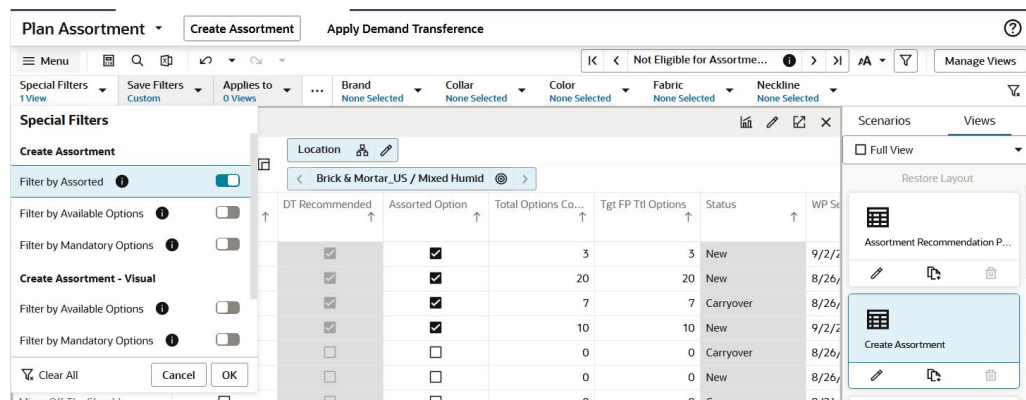 Plan Assortment Create Assortment Apply Demand Transference
Menu Not Eligible for Assortme... AA Manage Views
Special Filters Save Filters Applies to ... Brand Collar Color Fabric Neckline
1 View Custom 0 Views None Selected None Selected None Selected None Selected None Selected
Special Filters
Create Assortment
Filter by Assorted
Filter by Available Options
Filter by Mandatory Options
Create Assortment - Visual
Filter by Available Options
Filter by Mandatory Options
Clear All Cancel OK
Location
Brick & Mortar_US / Mixed Humid
DT Recommended Assorted Option Total Options Co... Tgt FP Ttl Options Status WP Se
3 3 New 9/2/2
20 20 New 8/26/
7 7 Carryover 8/26/
10 10 New 9/2/2
0 0 Carryover 8/26/
0 0 New 8/26/
Scenarios Views
Full View
Restore Layout
Assortment Recommendation P...
Create Assortment